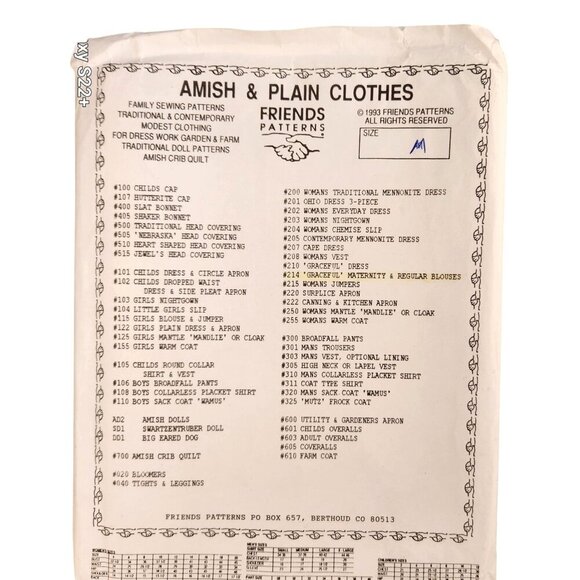 xy S22+
AMISH & PLAIN CLOTHES
FAMILY SEWING PATTERNS
TRADITIONAL & CONTEMPORARY
MODEST CLOTHING
FOR DRESS WORK GARDEN & FARM
TRADITIONAL DOLL PATTERNS
AMISH CRIB QUILT
FRIENDS
PATTERNS®
© 1993 FRIENDS PATTERNS
ALL RIGHTS RESERVED
SIZE
M
#100 CHILDS CAP
#107 HUTTERITE CAP
#400 SLAT BONNET
#405 SHAKER BONNET
#500 TRADITIONAL HEAD COVERING
#505 'NEBRASKA' HEAD COVERING
#510 HEART SHAPED HEAD COVERING
#515 JEWEL'S HEAD COVERING
#101 CHILDS DRESS & CIRCLE APRON
#102 CHILDS DROPPED WAIST
DRESS & SIDE PLEAT APRON
#103 GIRLS NIGHTGOWN
#104 LITTLE GIRLS SLIP
#115 GIRLS BLOUSE & JUMPER
#122 GIRLS PLAIN DRESS & APRON
#125 GIRLS MANTLE 'MANDLIE' OR CLOAK
#155 GIRLS WARM COAT
#105 CHILDS ROUND COLLAR
SHIRT & VEST
#106 BOYS BROADFALL PANTS
#108 BOYS COLLARLESS PLACKET SHIRT
#110 BOYS SACK COAT 'WAMUS'
AD2 AMISH DOLLS
SD1 SWARTZENTRUBER DOLL
DD1 BIG EARED DOG
#700 AMISH CRIB QUILT
#020 BLOOMERS
#040 TIGHTS & LEGGINGS
#200 WOMANS TRADITIONAL MENNONITE DRESS
#201 OHIO DRESS 3-PIECE
#202 WOMANS EVERYDAY DRESS
#203 WOMANS NIGHTGOWN
#204 WOMANS CHEMISE SLIP
#205 CONTEMPORARY MENNONITE DRESS
#207 CAPE DRESS
#208 WOMANS VEST
#210 'GRACEFUL' DRESS
#214 'GRACEFUL' MATERNITY & REGULAR BLOUSES
#215 WOMANS JUMPERS
#220 SURPLICE APRON
#222 CANNING & KITCHEN APRON
#250 WOMANS MANTLE 'MANDLIE' OR CLOAK
#255 WOMANS WARM COAT
#300 BROADFALL PANTS
#301 MANS TROUSERS
#303 MANS VEST, OPTIONAL LINING
#305 HIGH NECK OR LAPEL VEST
#310 MANS COLLARLESS PLACKET SHIRT
#311 COAT TYPE SHIRT
#320 MANS SACK COAT 'WAMUS'
#325 'MUTZ' FROCK COAT
#600 UTILITY & GARDENERS APRON
#601 CHILDS OVERALLS
#603 ADULT OVERALLS
#605 COVERALLS
#610 FARM COAT
FRIENDS PATTERNS PO BOX 657, BERTHOUD CO 80513
WOMEN'S SIZES
MEN'S SIZES
SMALL MEDIUM LARGE X LARGE
CHILDREN'S SIZES